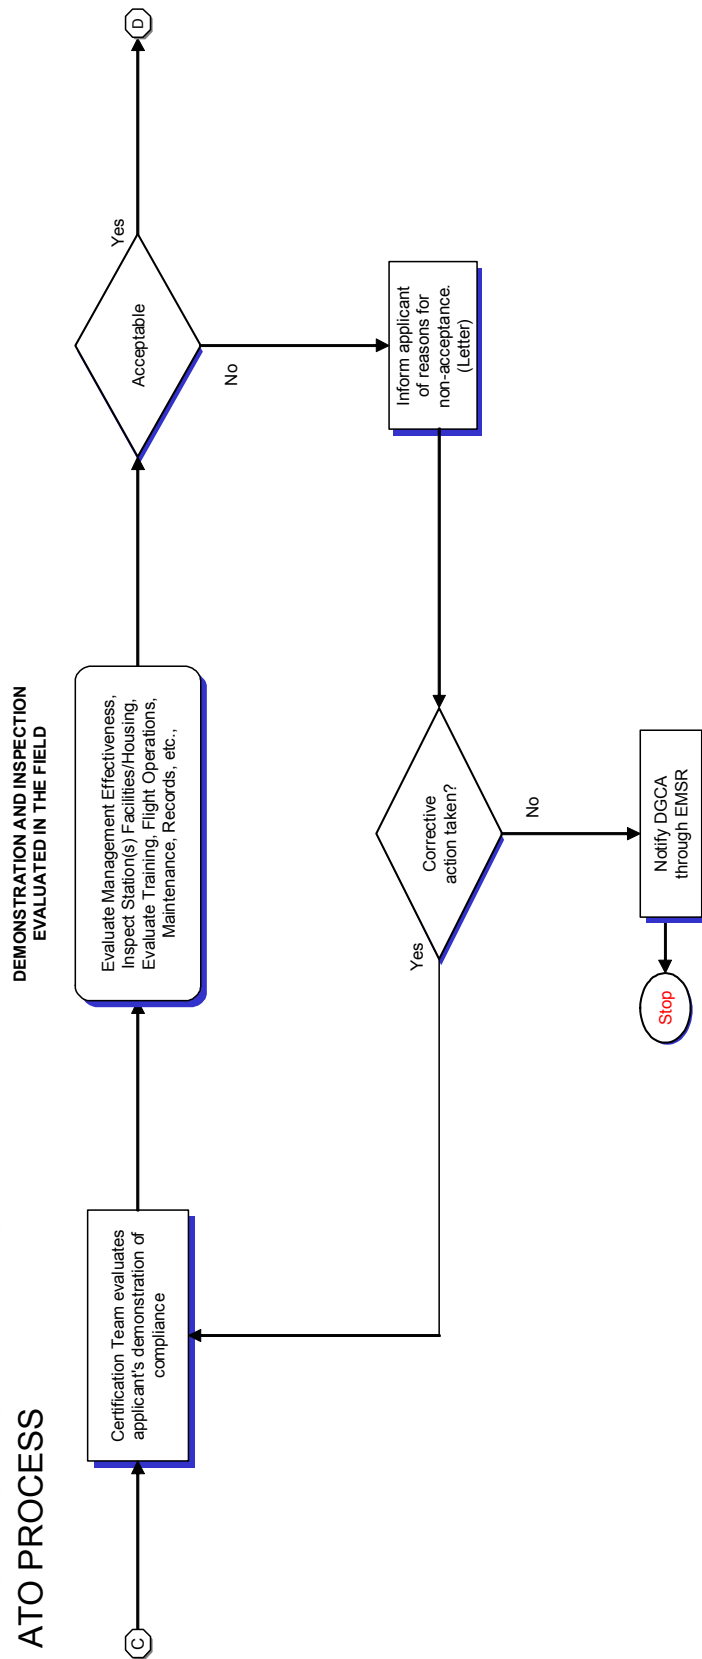 ATO PROCESS
DEMONSTRATION AND INSPECTION
EVALUATED IN THE FIELD
C
Certification Team evaluates
applicant's demonstration of
compliance
Evaluate Management Effectiveness,
Inspect Station(s) Facilities/Housing,
Evaluate Training, Flight Operations,
Maintenance, Records, etc.,
Acceptable
Yes
D
No
Inform applicant
of reasons for
non-acceptance.
(Letter)
Corrective
action taken?
Yes
No
Notify DGCA
through EMSR
Stop